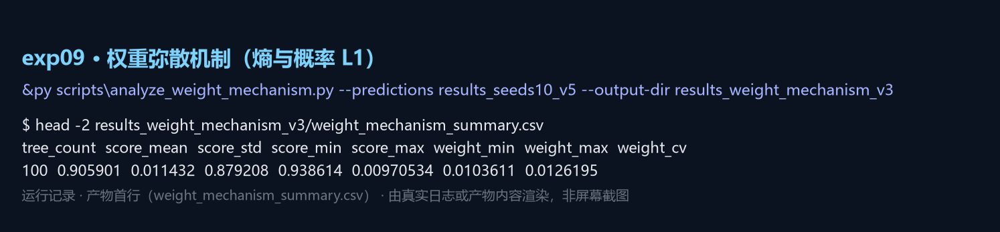 exp09 · 权重弥散机制（熵与概率 L1）
&py scripts\analyze_weight_mechanism.py --predictions results_seeds10_v5 --output-dir results_weight_mechanism_v3
$ head -2 results_weight_mechanism_v3/weight_mechanism_summary.csv
tree_count score_mean score_std score_min score_max weight_min weight_max weight_cv
100 0.905901 0.011432 0.879208 0.938614 0.00970534 0.0103611 0.0126195
运行记录 · 产物首行（weight_mechanism_summary.csv） · 由真实日志或产物内容渲染，非屏幕截图